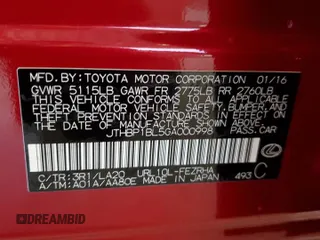 MFD.BY:TOYOTA MOTOR CORPORATION 01/16
GVWR 5115LB GAWR FR 2775LB RR 2760LB
THIS VEHICLE CONFORMS TO ALL APPLICABLE
FEDERAL MOTOR VEHICLE SAFETY, BUMPER, AND
THEFT PREVENTION STANDARDS IN EFFECT ON
THE DATE OF MANUFACTURE SHOWN ABOVE.
JTHBP1BL5GA000998 PASS. CAR
C/TR:3R1/LA20 URL10L-FEZRHA
A/TM:A01A/AA80E MADE IN JAPAN 493 C
DREAMBID